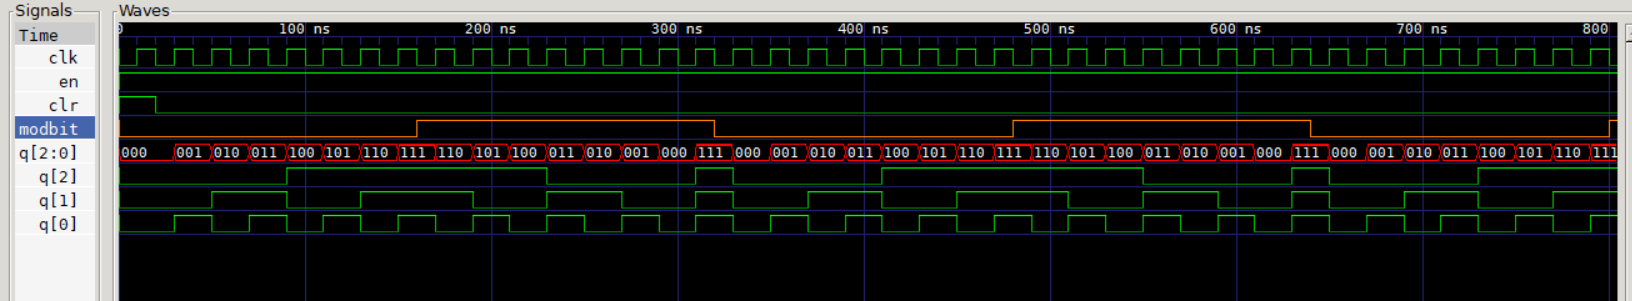 Signals Waves
Time 0 100 ns 200 ns 300 ns 400 ns 500 ns 600 ns 700 ns 800
clk
en
clr
modbit
q[2:0] 000 001 010 011 100 101 110 111 110 101 100 011 010 001 000 111 000 001 010 011 100 101 110 111 110 101 100 011 010 001 000 111 000 001 010 011 100 101 110 111
q[2]
q[1]
q[0]